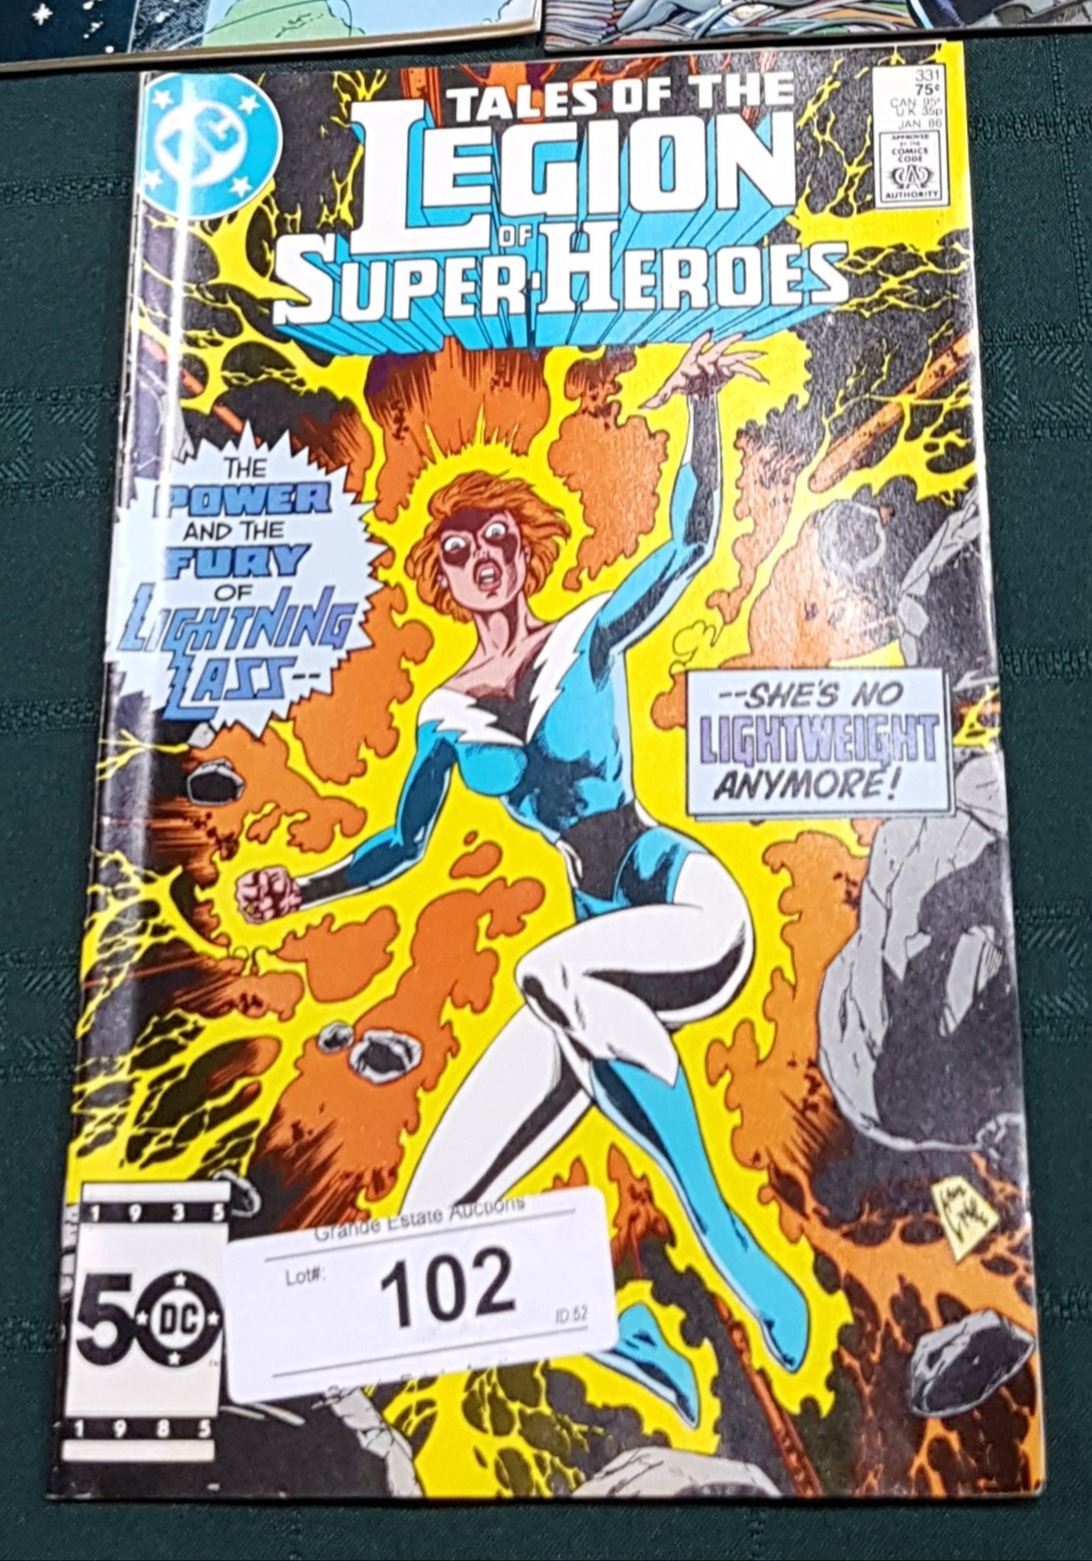 DC
TALES OF THE
LEGION
OF
SUPER-HEROES
331
75¢
CAN. 95¢
U.K. 35p
JAN. 86
APPROVED
BY THE
COMICS
CODE
CA
AUTHORITY
THE
POWER
AND THE
FURY
OF
LIGHTNING
LASS--
--SHE'S NO
LIGHTWEIGHT
ANYMORE!
1935
50
DC
1985
Grande Estate Auctions
Lot#:
102
ID:52